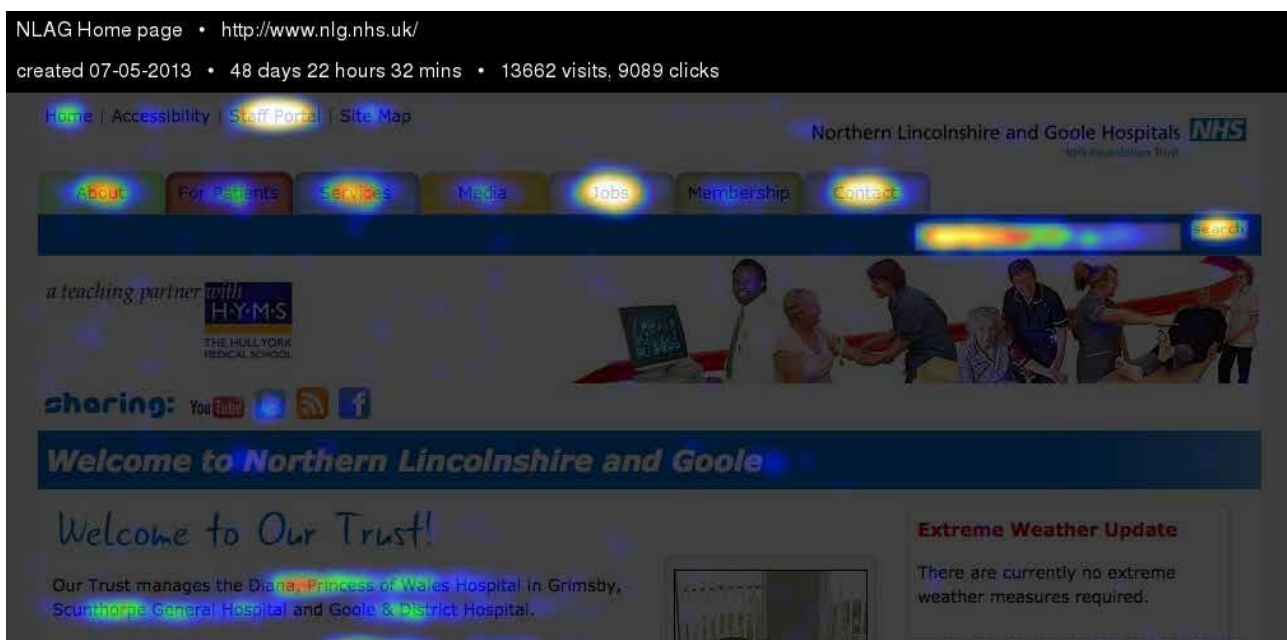 NLAG Home page • http://www.nlg.nhs.uk/
created 07-05-2013 • 48 days 22 hours 32 mins • 13662 visits, 9089 clicks
Home | Accessibility | Staff Portal | Site Map
Northern Lincolnshire and Goole Hospitals NHS
NHS Foundation Trust
About For Patients Services Media Jobs Membership Contact
search
a teaching partner with
H·Y·M·S
THE HULL YORK
MEDICAL SCHOOL
sharing: YouTube
Welcome to Northern Lincolnshire and Goole
Welcome to Our Trust!
Extreme Weather Update
Our Trust manages the Diana, Princess of Wales Hospital in Grimsby,
Scunthorpe General Hospital and Goole & District Hospital.
There are currently no extreme
weather measures required.